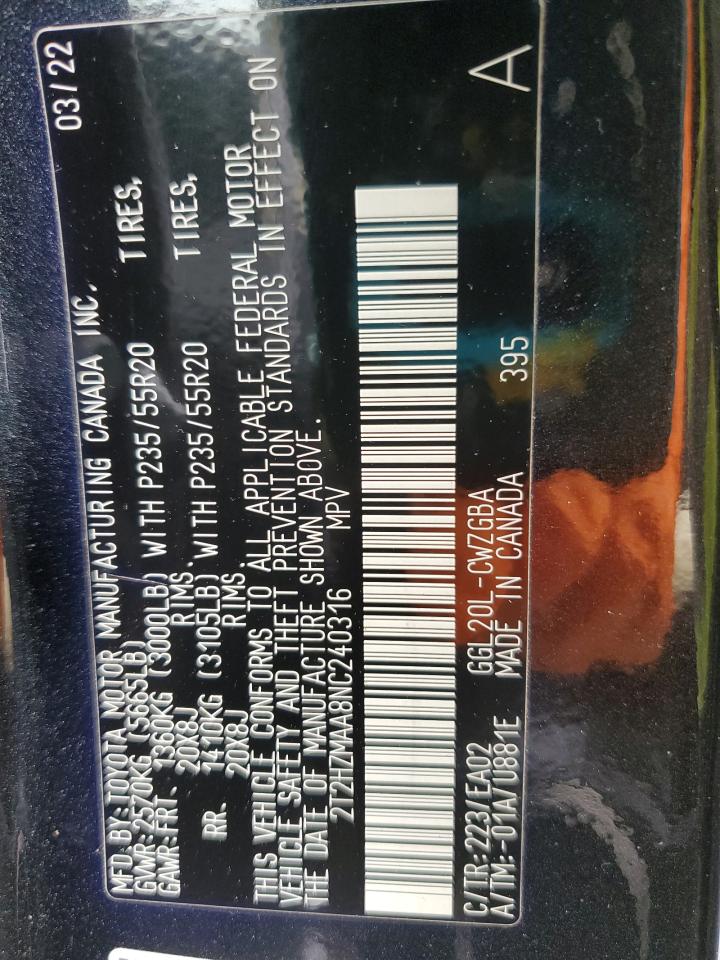 03/22
MFD.BY:TOYOTA MOTOR MANUFACTURING CANADA INC.
GVWR:2570KG (5665LB)
GAWR:FRT. 1360KG (3000LB) WITH P235/55R20 TIRES,
20X8J RIMS.
RR. 1410KG (3105LB) WITH P235/55R20 TIRES,
20X8J RIMS.
THIS VEHICLE CONFORMS TO ALL APPLICABLE FEDERAL MOTOR
VEHICLE SAFETY AND THEFT PREVENTION STANDARDS IN EFFECT ON
THE DATE OF MANUFACTURE SHOWN ABOVE.
2T2HZMAA8NC240316 MPV
C/TR:223/EA02 GGL20L-CWZGBA
A/TM:-01A/U881E MADE IN CANADA 395 A